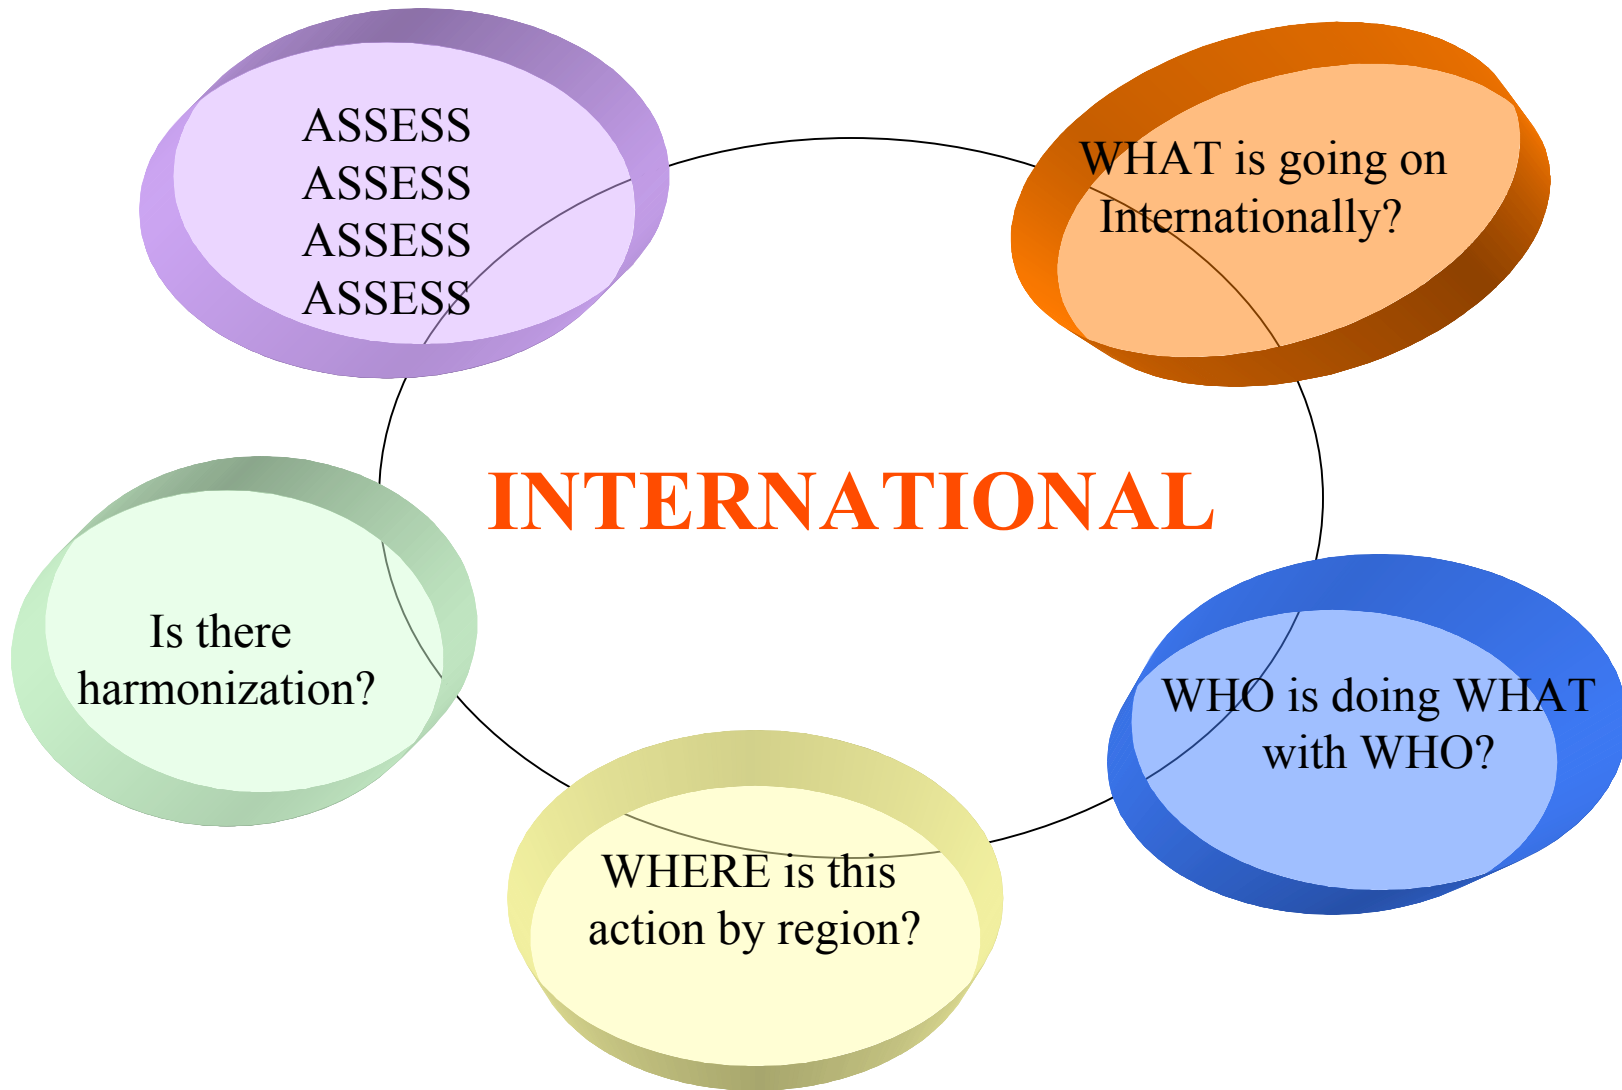 ASSESS
ASSESS
ASSESS
ASSESS
WHAT is going on
Internationally?
INTERNATIONAL
Is there
harmonization?
WHO is doing WHAT
with WHO?
WHERE is this
action by region?